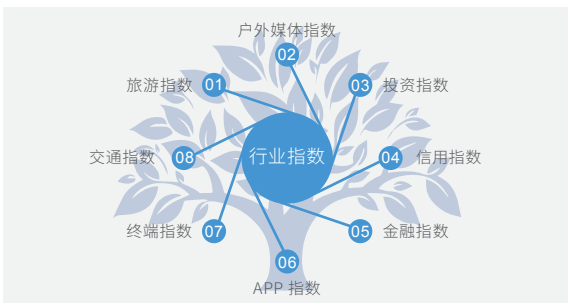 户外媒体指数
02
旅游指数
01
03
投资指数
交通指数
08
行业指数
04
信用指数
终端指数
07
05
金融指数
06
APP 指数